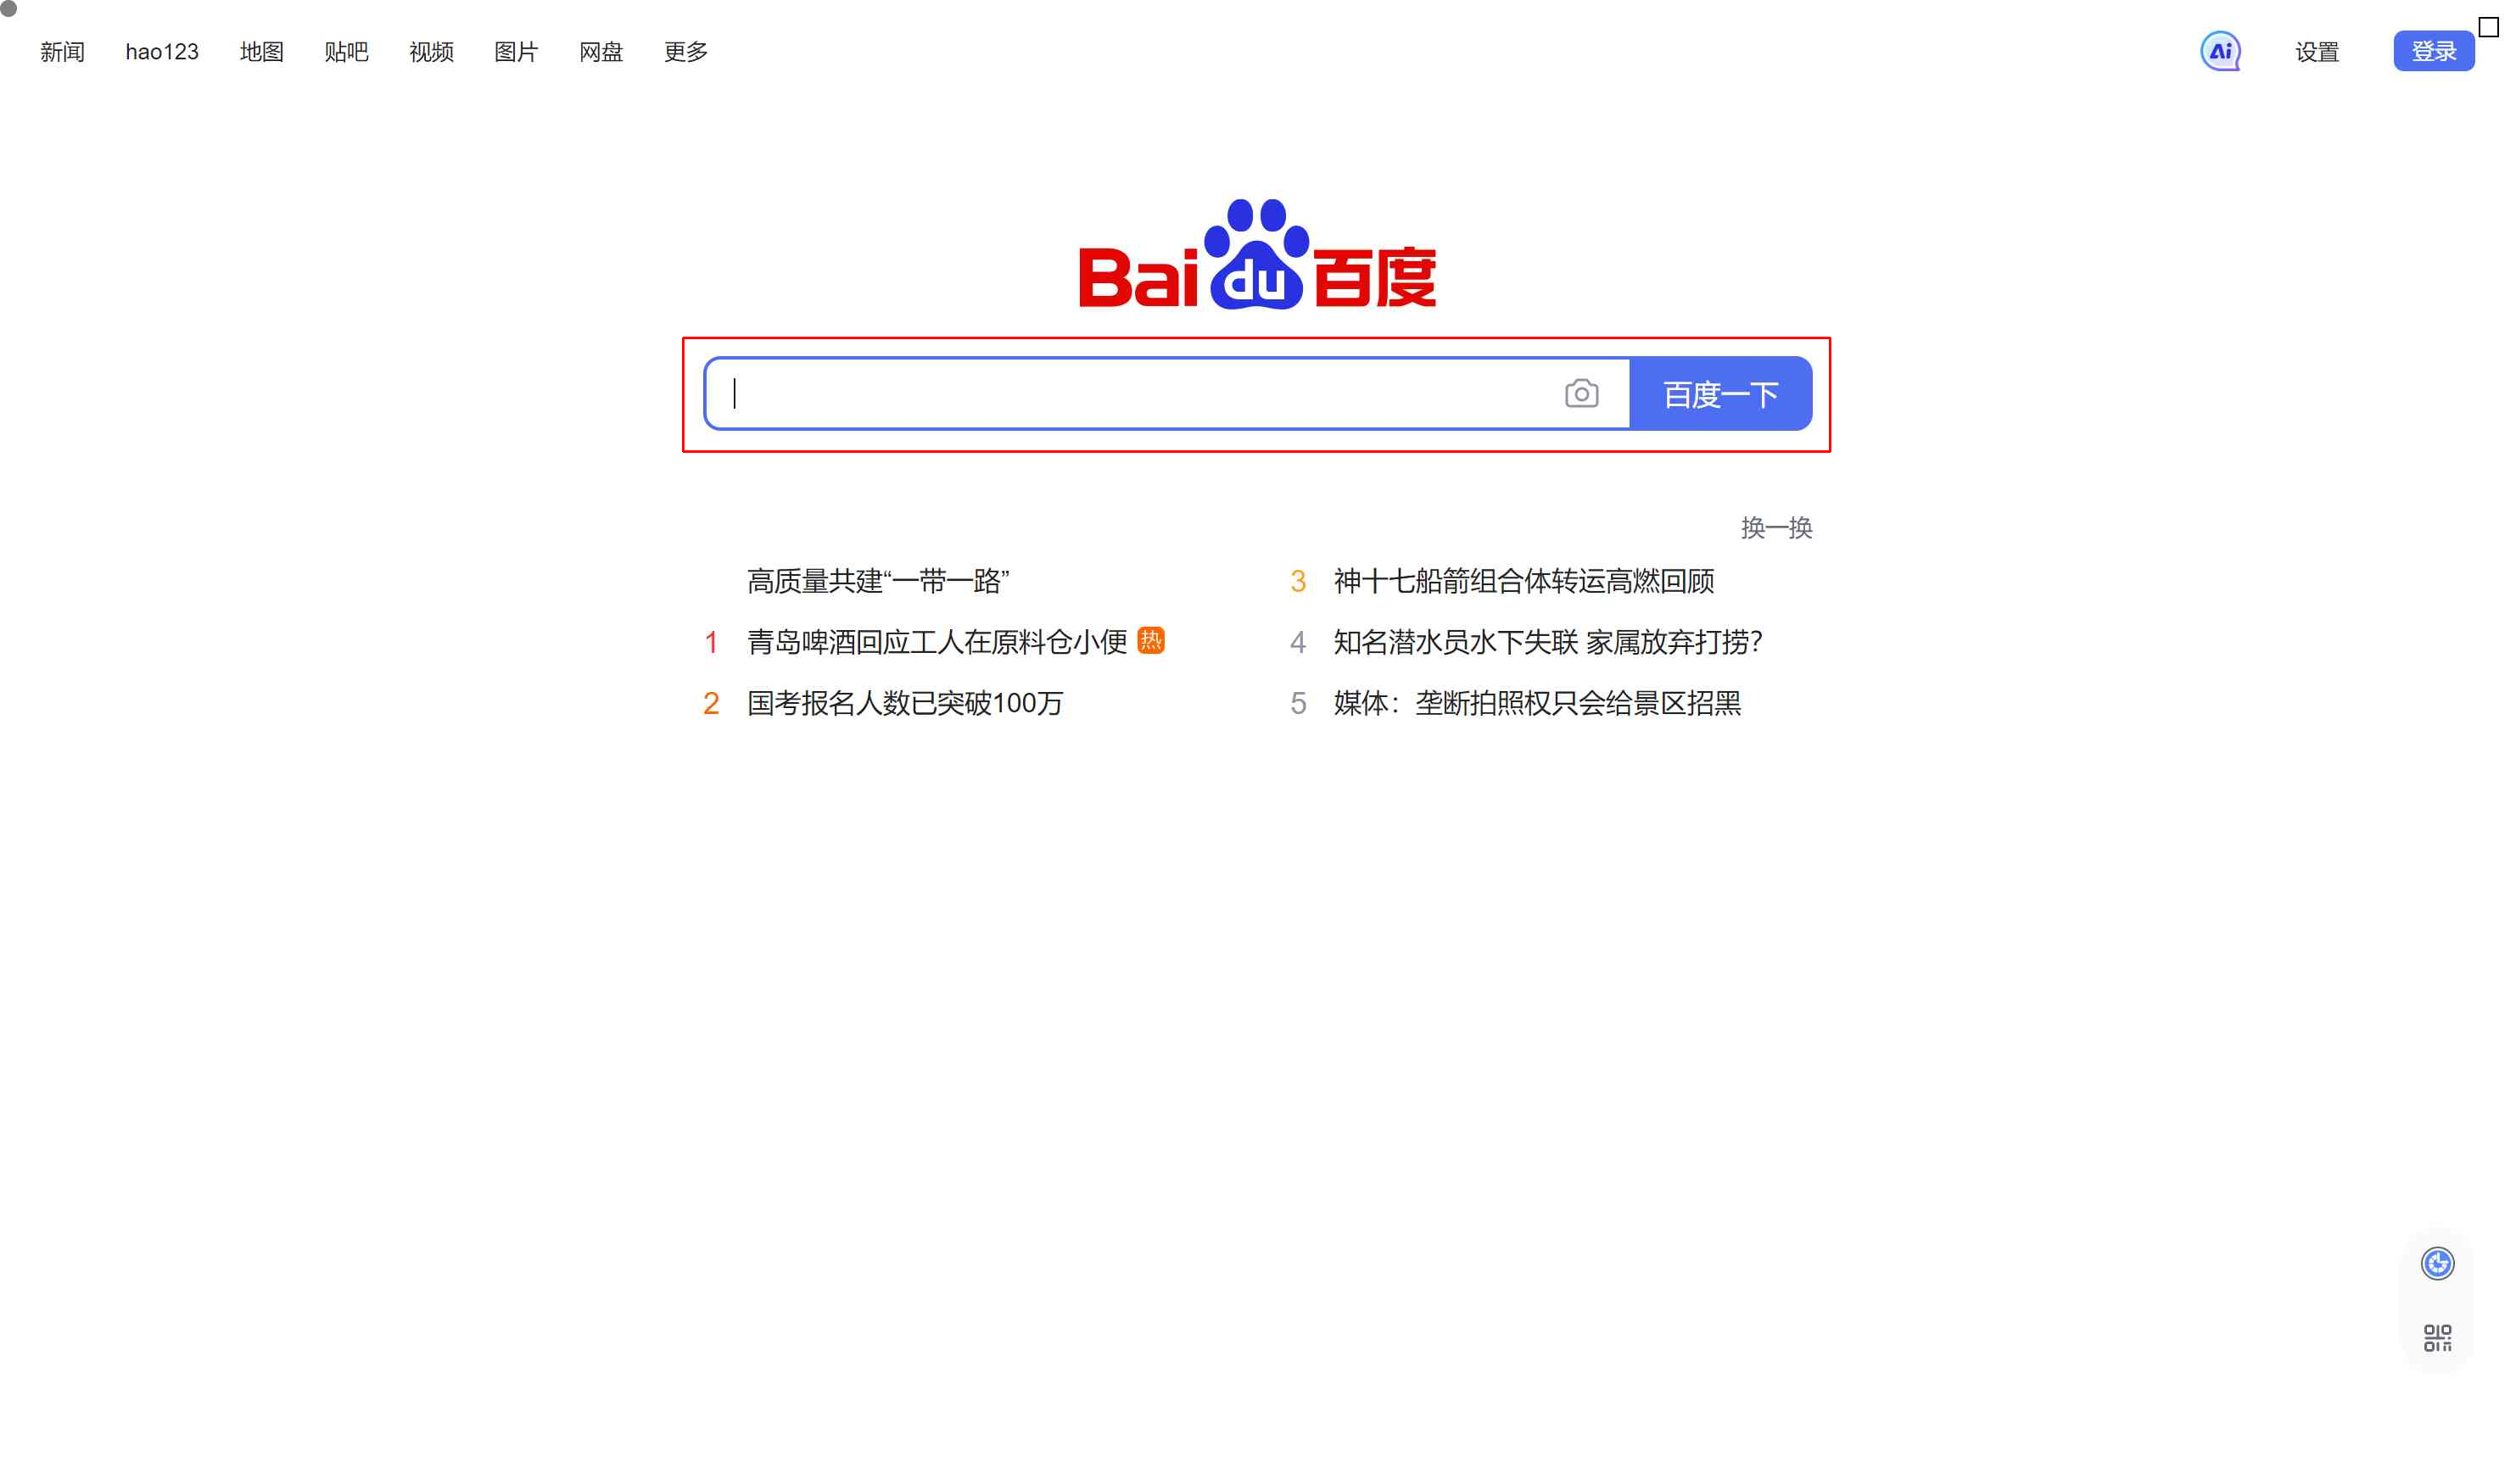 新闻 hao123 地图 贴吧 视频 图片 网盘 更多 Ai 设置 登录
Bai du 百度
百度一下
换一换
高质量共建“一带一路”
1 青岛啤酒回应工人在原料仓小便 热
2 国考报名人数已突破100万
3 神十七船箭组合体转运高燃回顾
4 知名潜水员水下失联 家属放弃打捞?
5 媒体：垄断拍照权只会给景区招黑